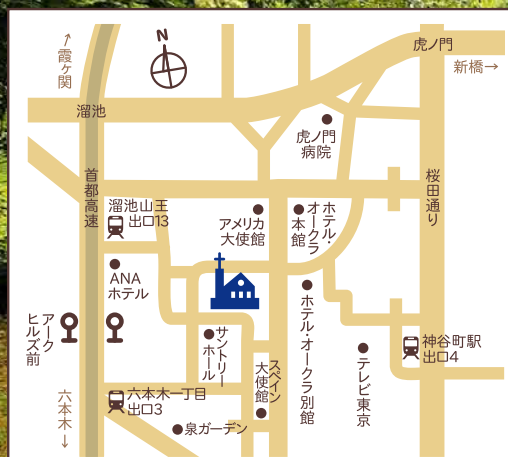 ↑
霞ヶ関
N
虎ノ門
新橋→
溜池
虎ノ門
病院
首都高速
桜田通り
溜池山王
出口13
アメリカ
大使館
ホテル・
オークラ
本館
ANA
ホテル
アーク
ヒルズ前
サントリー
ホール
ホテル・オークラ別館
神谷町駅
出口4
スペイン
大使館
テレビ東京
六本木一丁目
出口3
六本木
↓
泉ガーデン